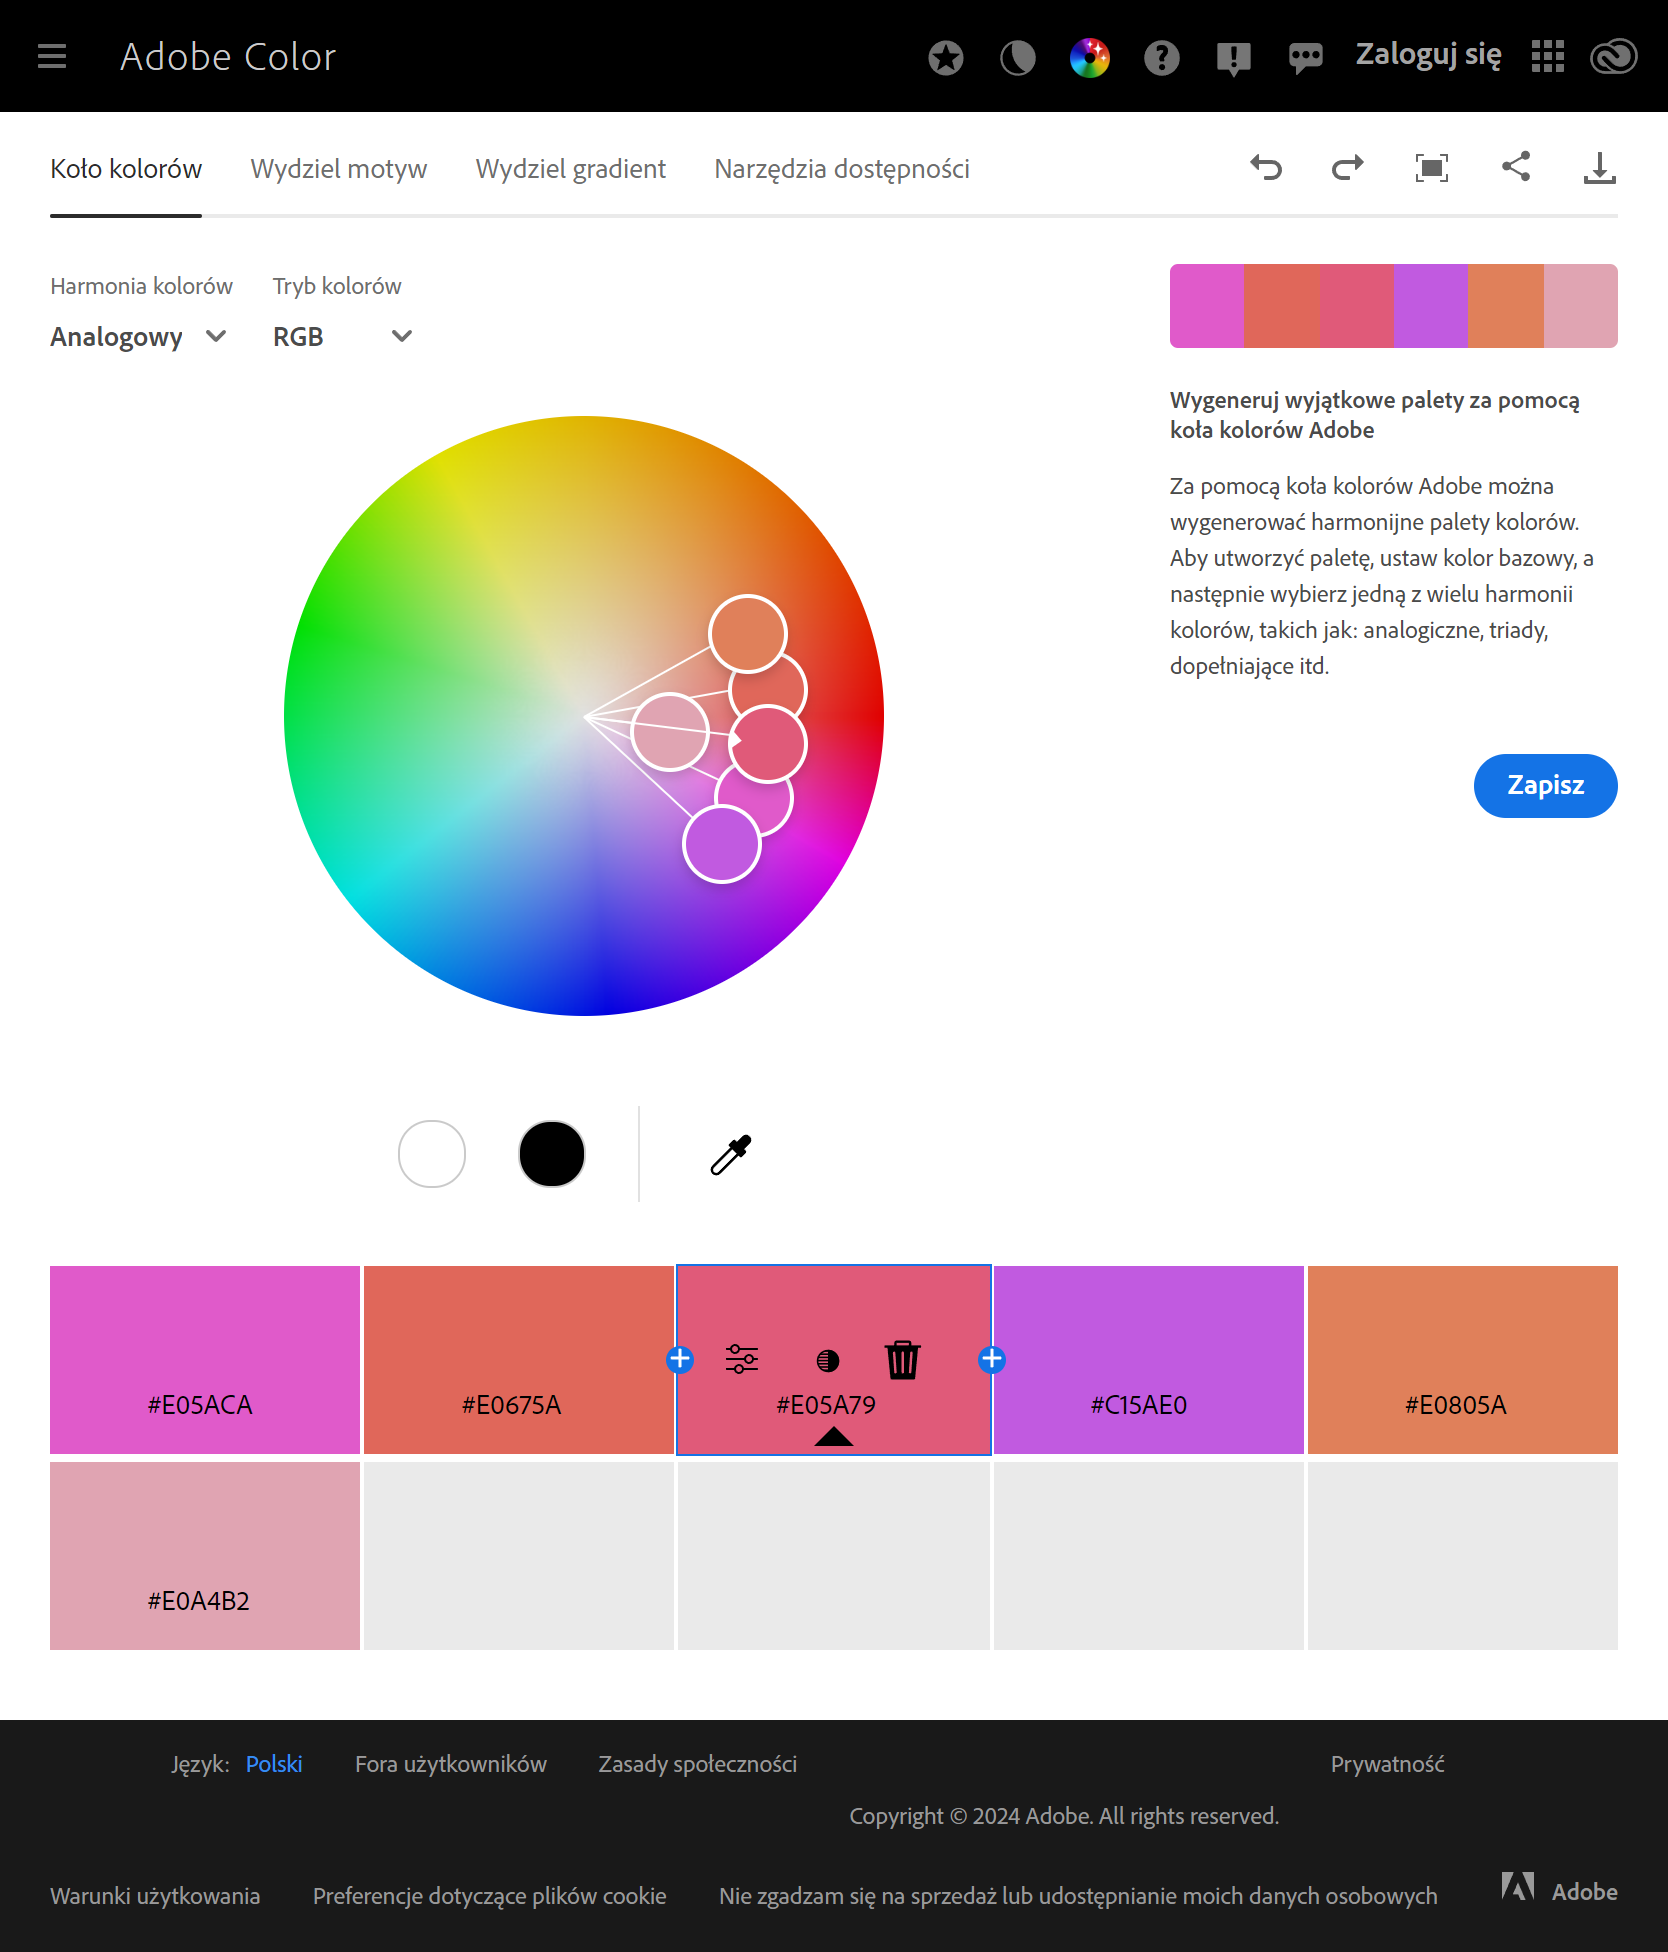 Adobe Color
Zaloguj się
Koło kolorów
Wydziel motyw
Wydziel gradient
Narzędzia dostępności
Harmonia kolorów
Tryb kolorów
Analogowy
RGB
Wygeneruj wyjątkowe palety za pomocą
koła kolorów Adobe
Za pomocą koła kolorów Adobe można
wygenerować harmonijne palety kolorów.
Aby utworzyć paletę, ustaw kolor bazowy, a
następnie wybierz jedną z wielu harmonii
kolorów, takich jak: analogiczne, triady,
dopełniające itd.
Zapisz
#E05ACA
#E0675A
#E05A79
#C15AE0
#E0805A
#E0A4B2
Język: Polski
Fora użytkowników
Zasady społeczności
Prywatność
Copyright © 2024 Adobe. All rights reserved.
Warunki użytkowania
Preferencje dotyczące plików cookie
Nie zgadzam się na sprzedaż lub udostępnianie moich danych osobowych
Adobe